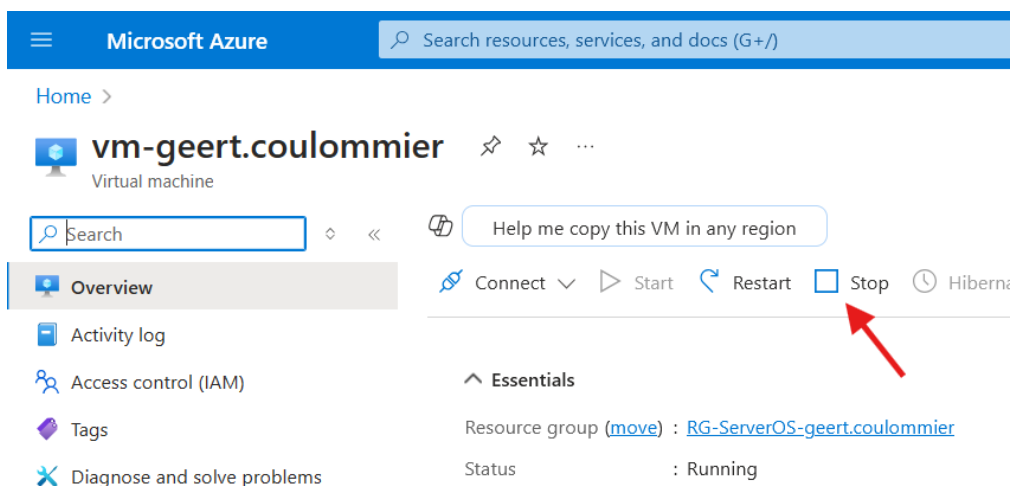 Microsoft Azure
Search resources, services, and docs (G+/)
Home >
vm-geert.coulommier
Virtual machine
Search
Help me copy this VM in any region
Connect
Start
Restart
Stop
Hiberna
Overview
Activity log
Access control (IAM)
Tags
Diagnose and solve problems
Essentials
Resource group (move) : RG-ServerOS-geert.coulommier
Status : Running